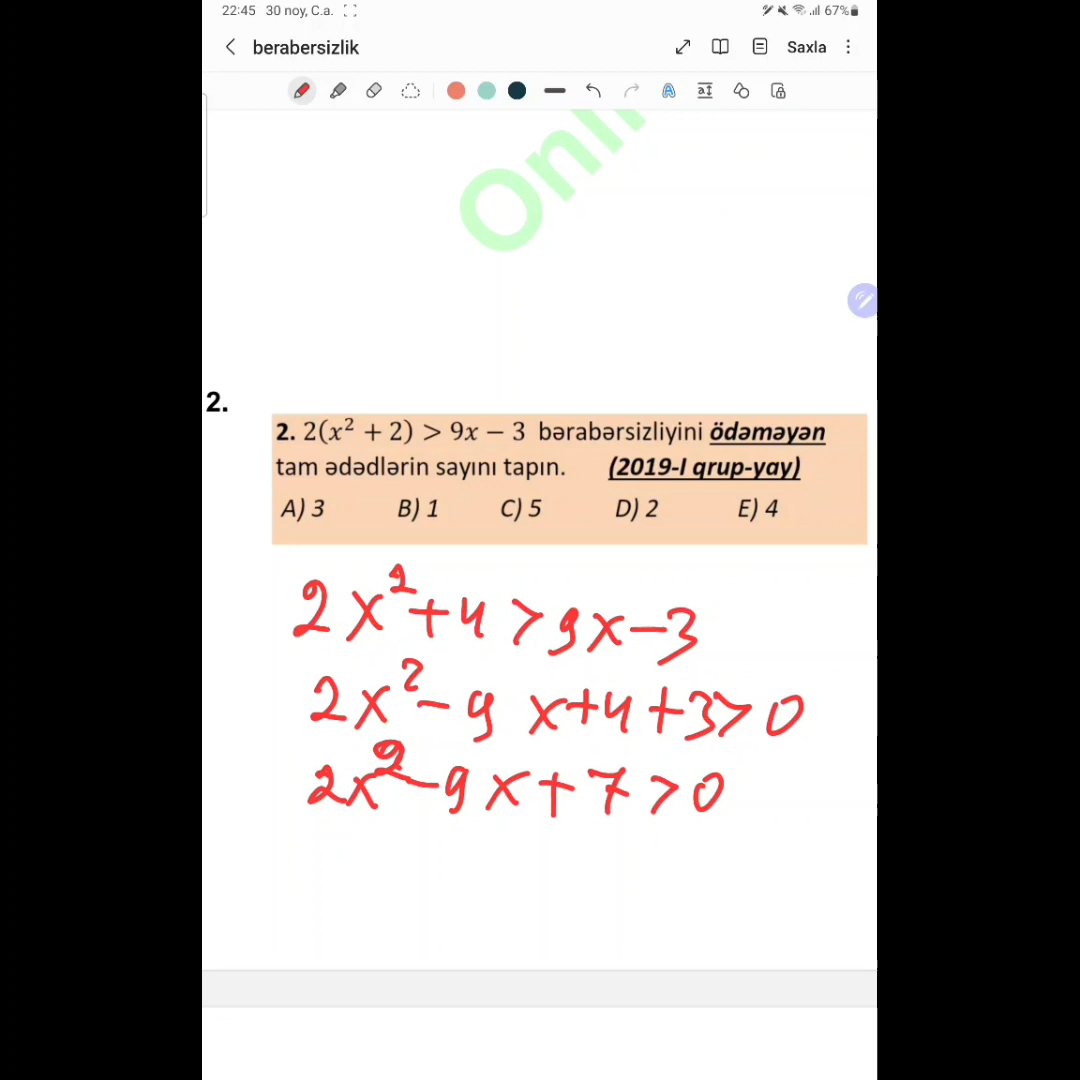 22:45 30 noy, C.a. 67%
berabersizlik Saxla
Onli
2.
2. 2(x² + 2) > 9x − 3 bərabərsizliyini ödəməyən
tam ədədlərin sayını tapın. (2019-I qrup-yay)
A) 3 B) 1 C) 5 D) 2 E) 4
2x²+4>9x-3
2x²-9x+4+3>0
2x²-9x+7>0